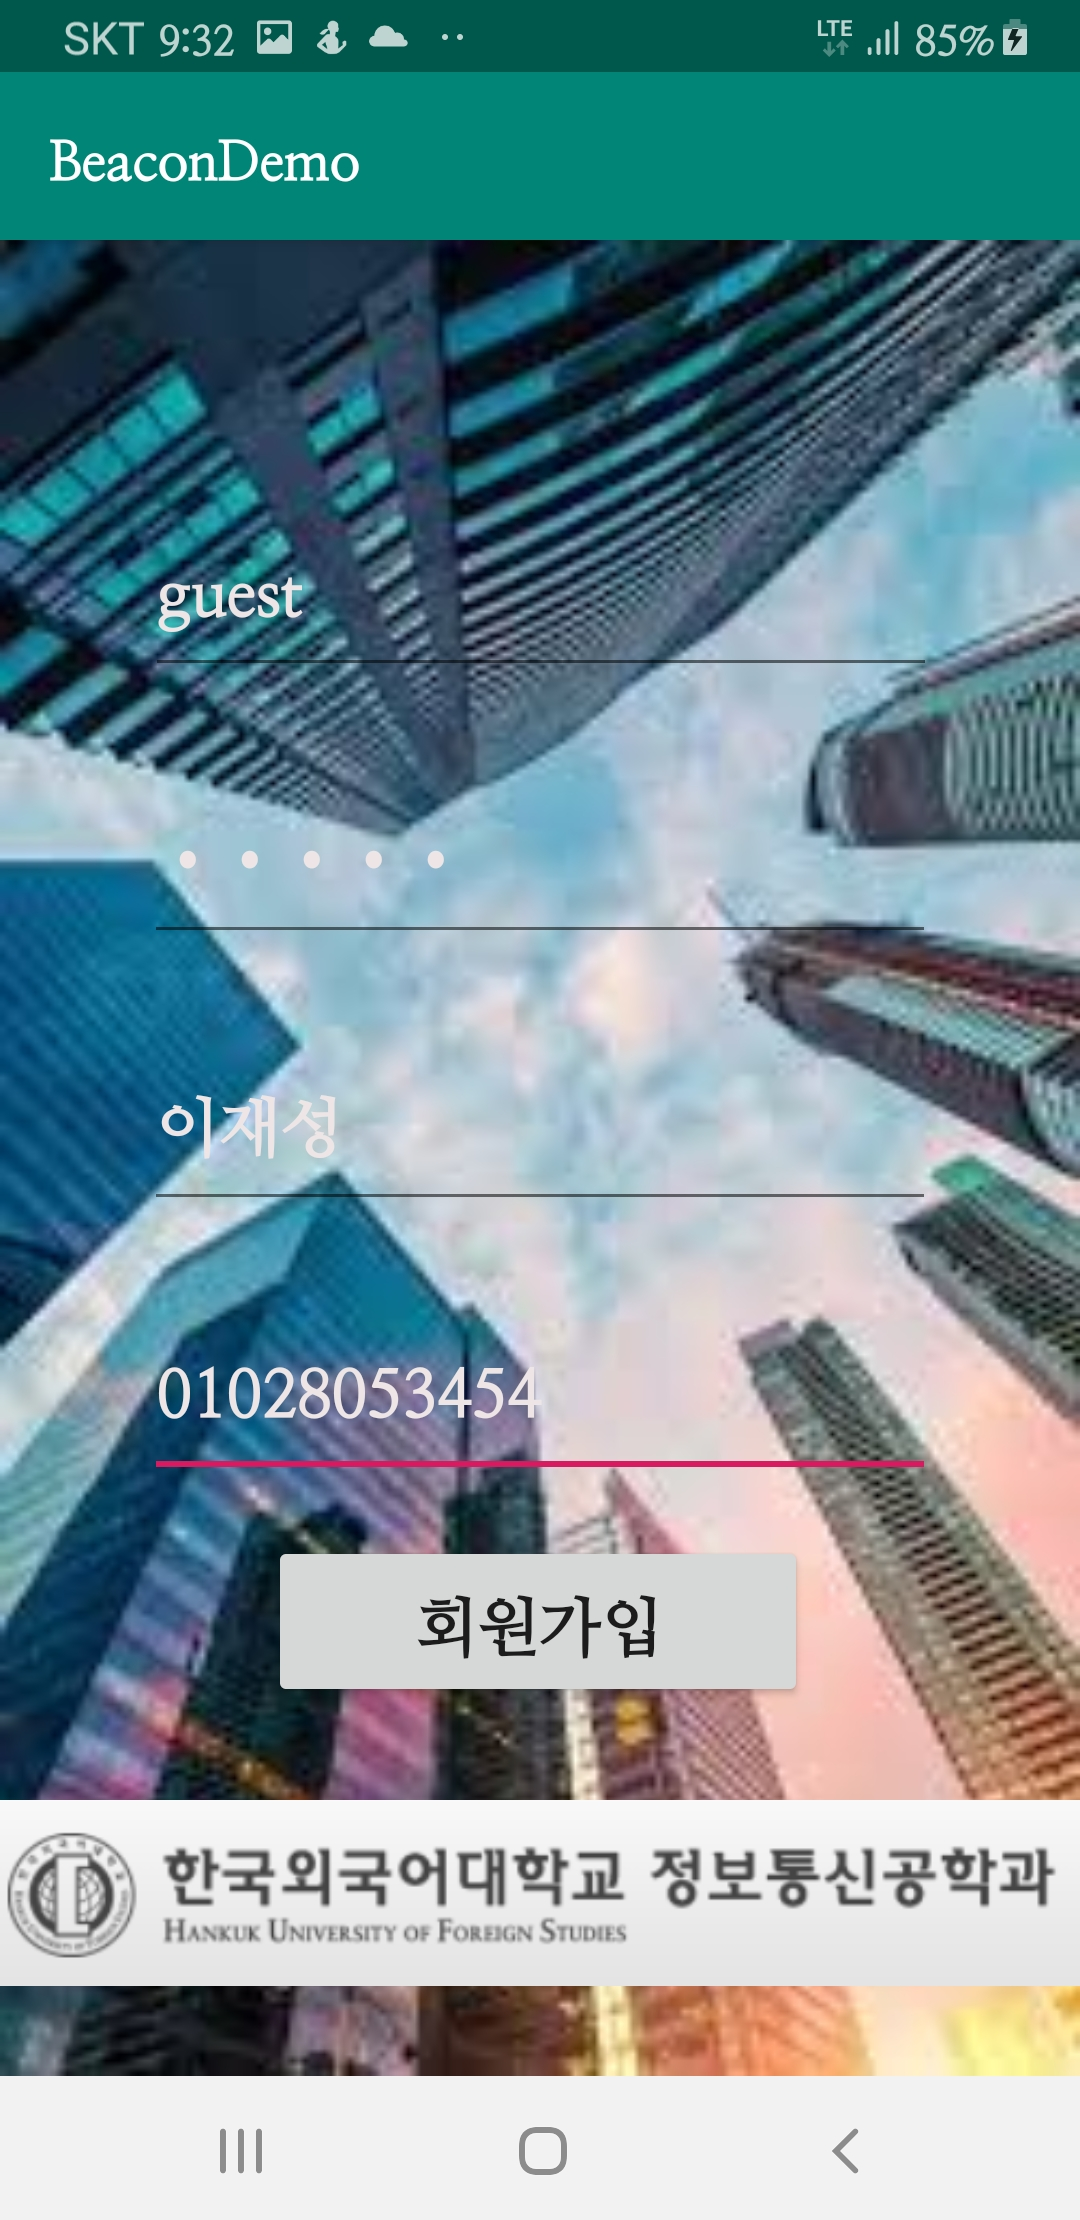 SKT 9:32 LTE 85%
BeaconDemo
guest
이재성
01028053454
회원가입
한국외국어대학교 정보통신공학과
HANKUK UNIVERSITY OF FOREIGN STUDIES